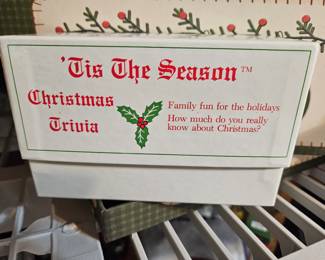 'Tis The Season™
Christmas
Trivia
Family fun for the holidays
How much do you really
know about Christmas?